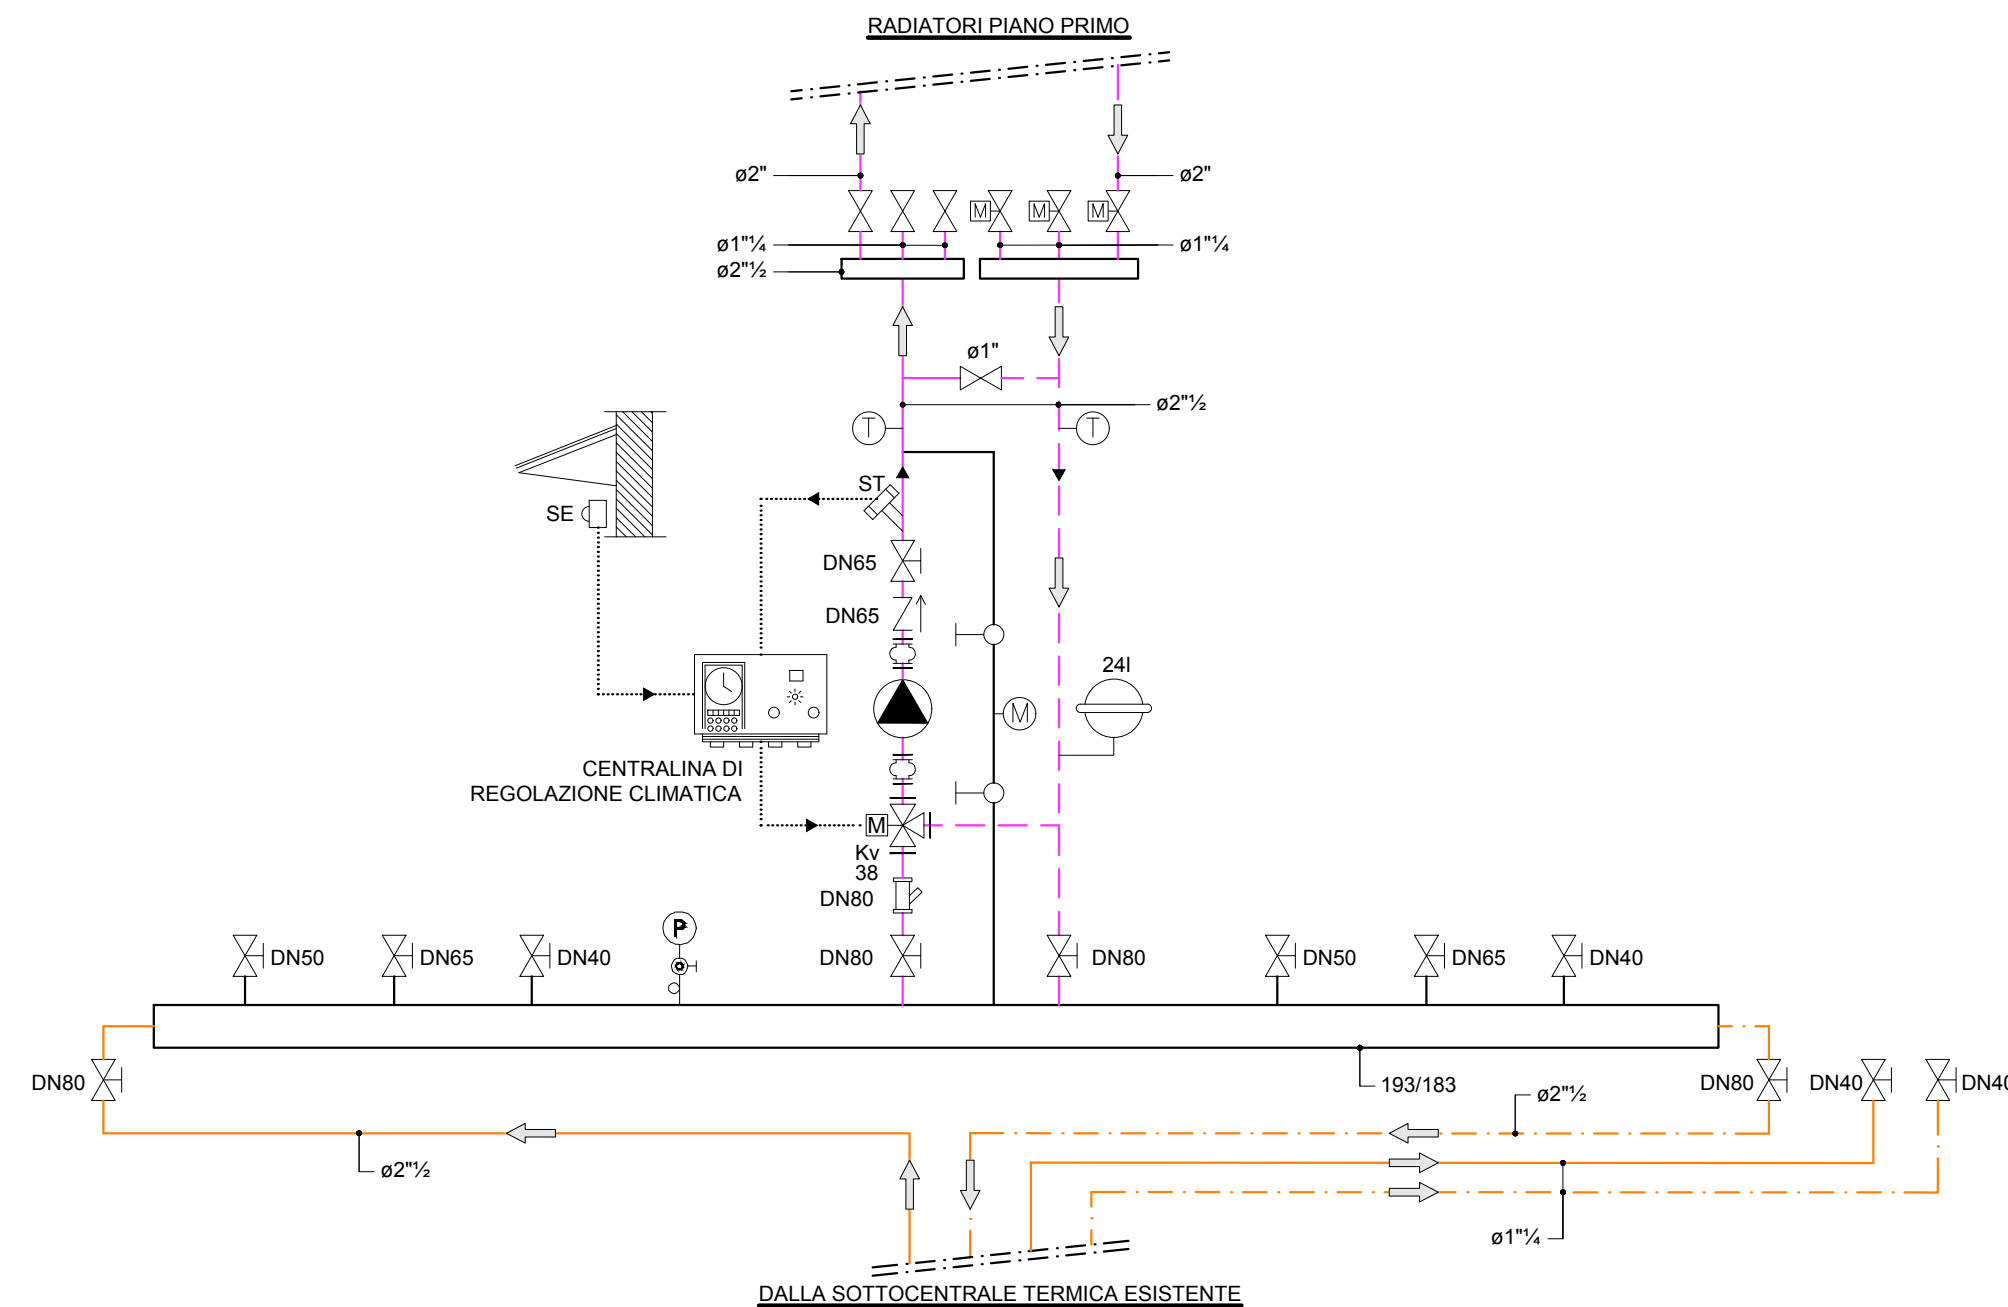 RADIATORI PIANO PRIMO
ø2"
ø2"
M
M
M
ø1"¼
ø1"¼
ø2"½
ø1"
ø2"½
T
T
ST
SE
DN65
DN65
24l
M
CENTRALINA DI
REGOLAZIONE CLIMATICA
M
Kv
38
DN80
P
DN50
DN65
DN40
DN80
DN80
DN50
DN65
DN40
DN80
193/183
DN80
DN40
DN40
ø2"½
ø2"½
ø1"¼
DALLA SOTTOCENTRALE TERMICA ESISTENTE